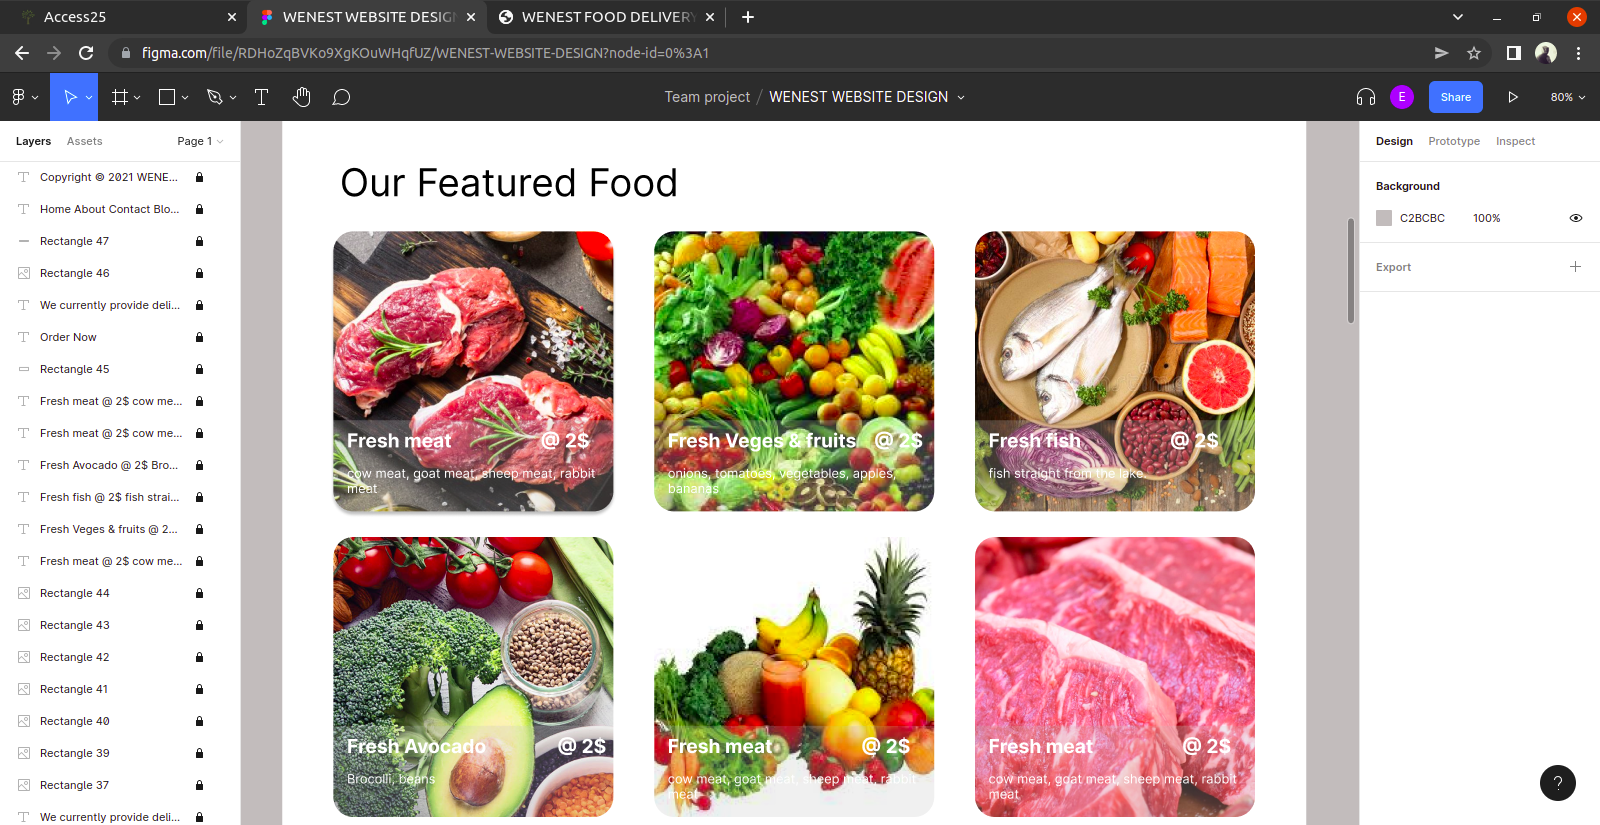 Access25
WENEST WEBSITE DESIG
WENEST FOOD DELIVERY
figma.com/file/RDHoZqBVKo9XgKOuWHqfUZ/WENEST-WEBSITE-DESIGN?node-id=0%3A1
Team project / WENEST WEBSITE DESIGN
E
Share
80%
Layers Assets Page 1
Copyright © 2021 WENE...
Home About Contact Blo...
Rectangle 47
Rectangle 46
We currently provide deli...
Order Now
Rectangle 45
Fresh meat @ 2$ cow me...
Fresh meat @ 2$ cow me...
Fresh Avocado @ 2$ Bro...
Fresh fish @ 2$ fish strai...
Fresh Veges & fruits @ 2...
Fresh meat @ 2$ cow me...
Rectangle 44
Rectangle 43
Rectangle 42
Rectangle 41
Rectangle 40
Rectangle 39
Rectangle 37
We currently provide deli...
Our Featured Food
Fresh meat @ 2$
cow meat, goat meat, sheep meat, rabbit
meat
Fresh Veges & fruits @ 2$
onions, tomatoes, vegetables, apples,
bananas
Fresh fish @ 2$
fish straight from the lake.
Fresh Avocado @ 2$
Brocolli, beans
Fresh meat @ 2$
cow meat, goat meat, sheep meat, rabbit
meat
Fresh meat @ 2$
cow meat, goat meat, sheep meat, rabbit
meat
Design Prototype Inspect
Background
C2BCBC 100%
Export
?